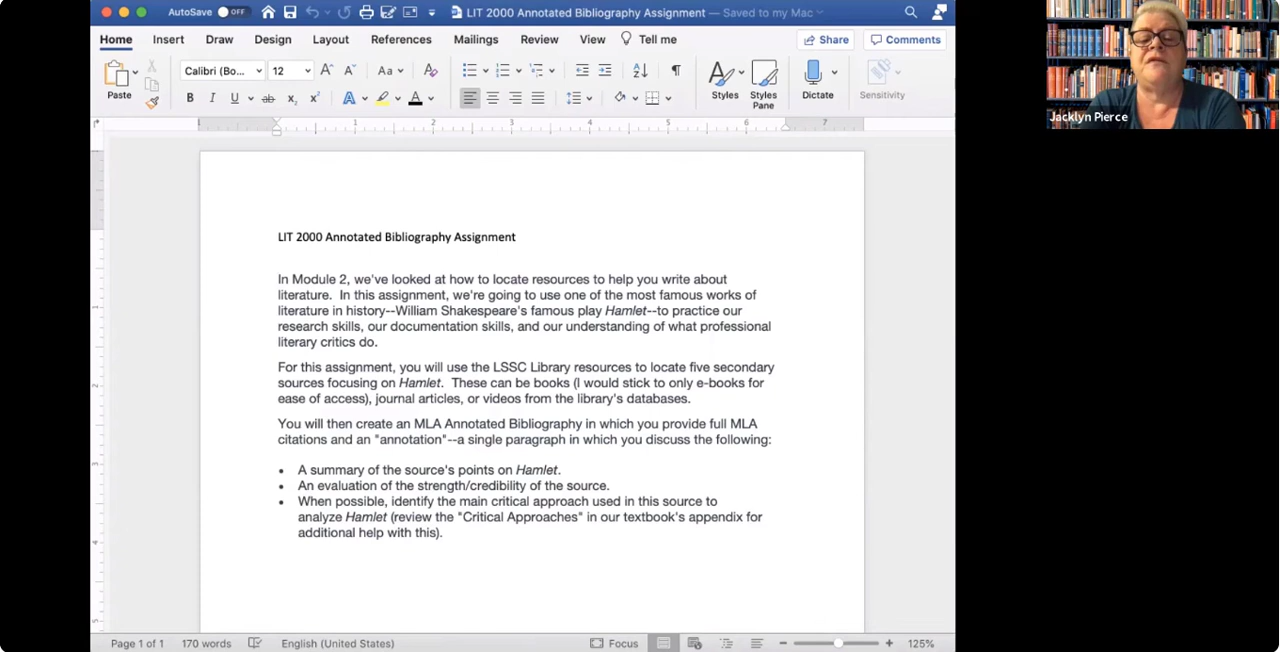 AutoSave OFF
LIT 2000 Annotated Bibliography Assignment — Saved to my Mac
Home Insert Draw Design Layout References Mailings Review View Tell me Share Comments
Paste Calibri (Bo... 12 Aa Styles Styles Pane Dictate Sensitivity
B I U ab x₂ x² A A
1 2 3 4 5 6 7
LIT 2000 Annotated Bibliography Assignment
In Module 2, we've looked at how to locate resources to help you write about
literature. In this assignment, we're going to use one of the most famous works of
literature in history--William Shakespeare's famous play Hamlet--to practice our
research skills, our documentation skills, and our understanding of what professional
literary critics do.
For this assignment, you will use the LSSC Library resources to locate five secondary
sources focusing on Hamlet. These can be books (I would stick to only e-books for
ease of access), journal articles, or videos from the library's databases.
You will then create an MLA Annotated Bibliography in which you provide full MLA
citations and an "annotation"--a single paragraph in which you discuss the following:
• A summary of the source's points on Hamlet.
• An evaluation of the strength/credibility of the source.
• When possible, identify the main critical approach used in this source to
analyze Hamlet (review the "Critical Approaches" in our textbook's appendix for
additional help with this).
Page 1 of 1 170 words English (United States) Focus 125%
Jacklyn Pierce